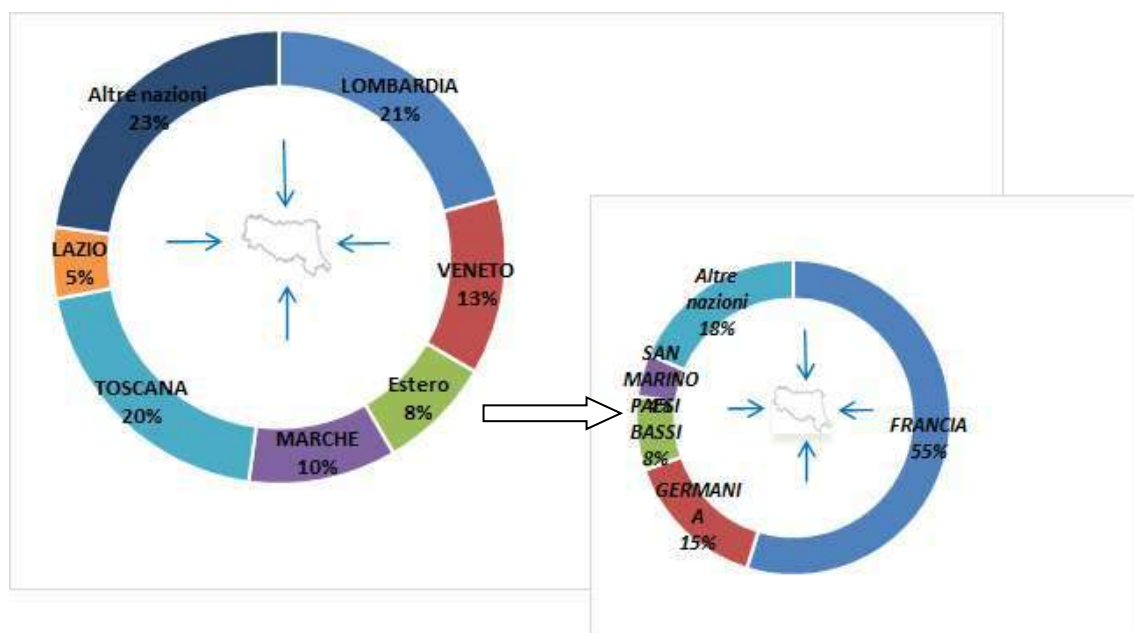 Altre nazioni
23%
LOMBARDIA
21%
LAZIO
5%
VENETO
13%
TOSCANA
20%
Estero
8%
MARCHE
10%
Altre
nazioni
18%
SAN
MARINO
PAESI
BASSI
8%
FRANCIA
55%
GERMANI
A
15%